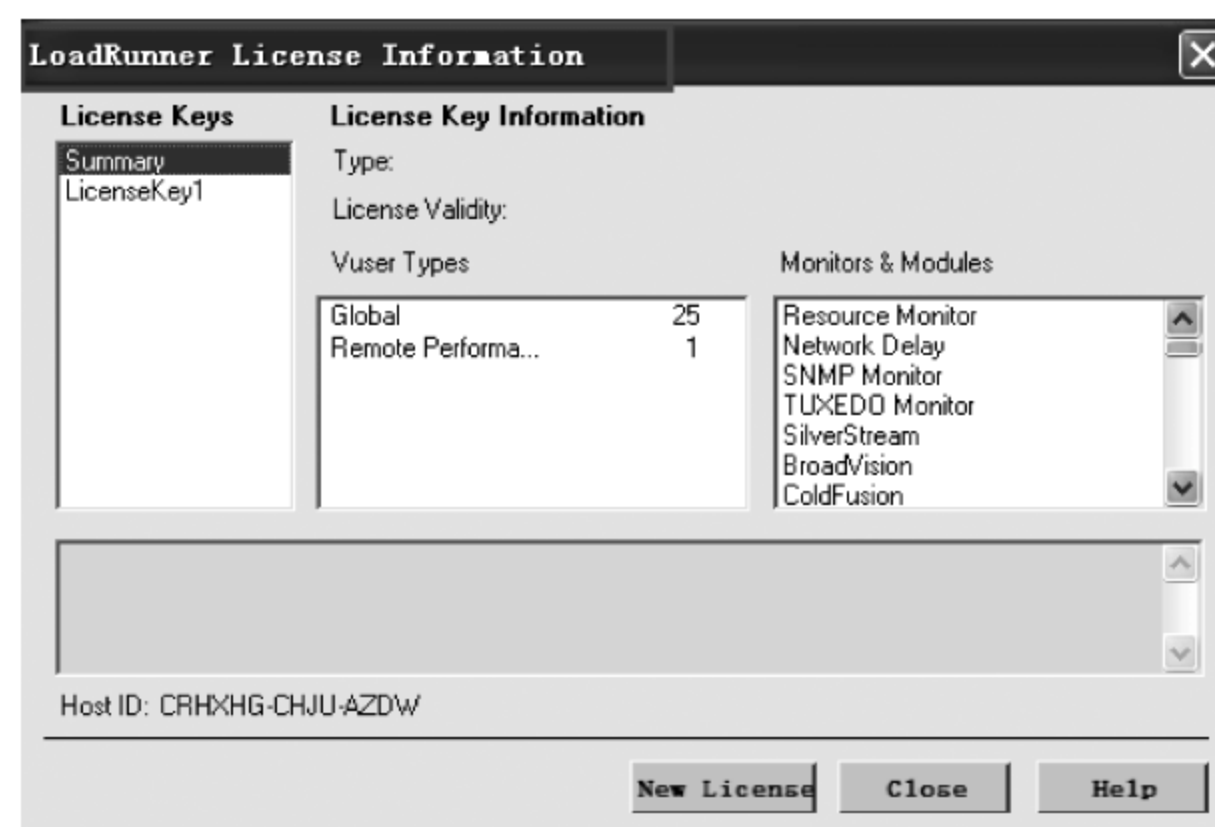 LoadRunner License Information
License Keys
License Key Information
Summary
LicenseKey1
Type:
License Validity:
Vuser Types
Monitors & Modules
Global 25
Remote Performa... 1
Resource Monitor
Network Delay
SNMP Monitor
TUXEDO Monitor
SilverStream
BroadVision
ColdFusion
Host ID: CRHXHG-CHJU-AZDW
New License
Close
Help